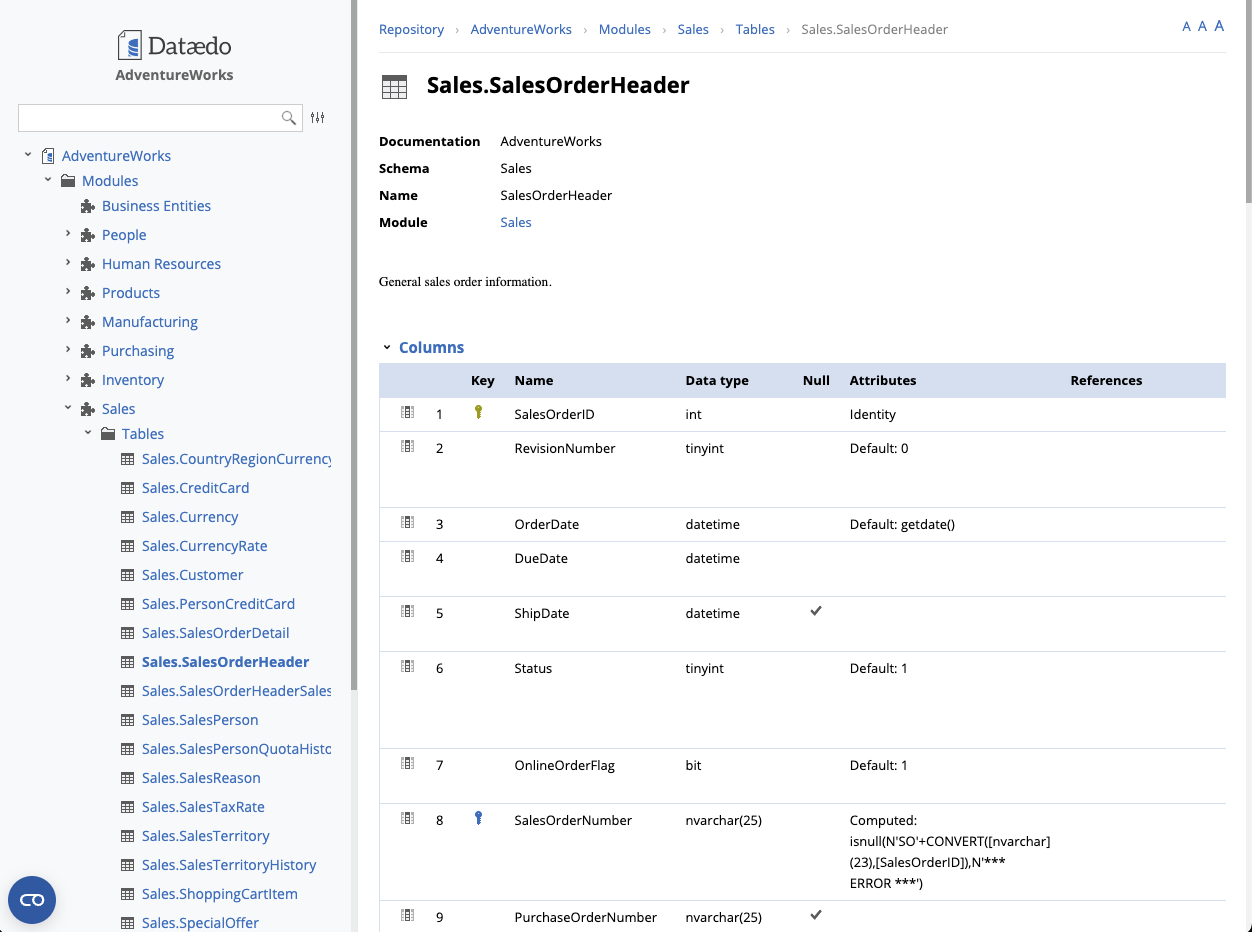 Dataedo
AdventureWorks
AdventureWorks
Modules
Business Entities
People
Human Resources
Products
Manufacturing
Purchasing
Inventory
Sales
Tables
Sales.CountryRegionCurrency
Sales.CreditCard
Sales.Currency
Sales.CurrencyRate
Sales.Customer
Sales.PersonCreditCard
Sales.SalesOrderDetail
Sales.SalesOrderHeader
Sales.SalesOrderHeaderSales
Sales.SalesPerson
Sales.SalesPersonQuotaHisto
Sales.SalesReason
Sales.SalesTaxRate
Sales.SalesTerritory
Sales.SalesTerritoryHistory
Sales.ShoppingCartItem
Sales.SpecialOffer
Repository › AdventureWorks › Modules › Sales › Tables › Sales.SalesOrderHeader
A A A
Sales.SalesOrderHeader
Documentation AdventureWorks
Schema Sales
Name SalesOrderHeader
Module Sales
General sales order information.
Columns
Key Name Data type Null Attributes References
1 SalesOrderID int Identity
2 RevisionNumber tinyint Default: 0
3 OrderDate datetime Default: getdate()
4 DueDate datetime
5 ShipDate datetime
6 Status tinyint Default: 1
7 OnlineOrderFlag bit Default: 1
8 SalesOrderNumber nvarchar(25) Computed:
isnull(N'SO'+CONVERT([nvarchar]
(23),[SalesOrderID]),N'***
ERROR ***')
9 PurchaseOrderNumber nvarchar(25)